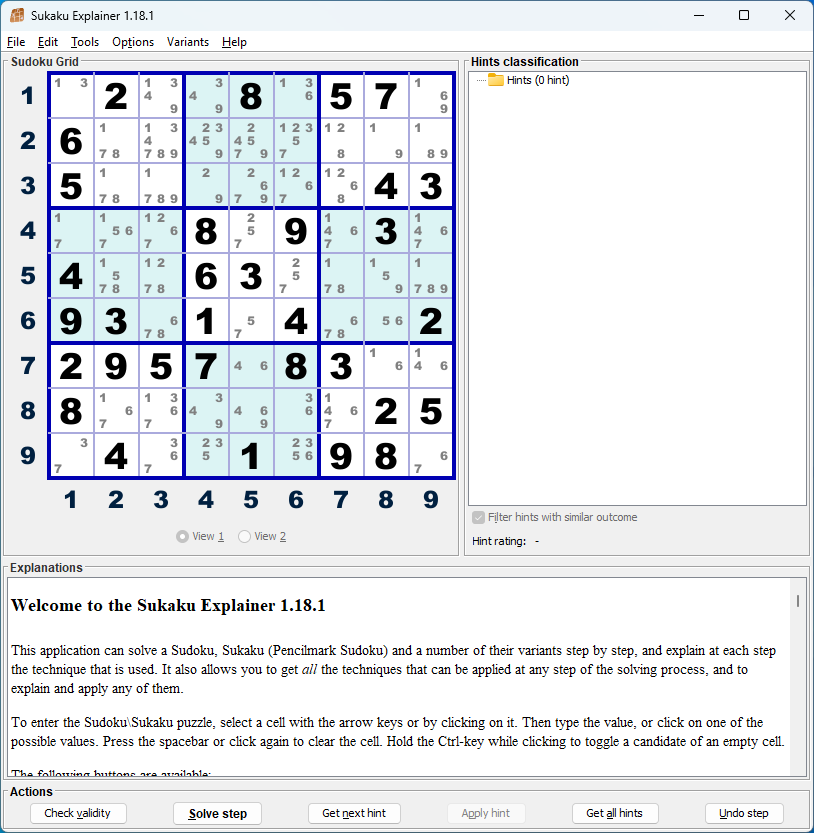 Sukaku Explainer 1.18.1
File Edit Tools Options Variants Help
Sudoku Grid
1 1 3 2 1 3 4 9 3 4 9 8 1 3 6 5 7 1 6 9
2 6 1 7 8 1 3 4 7 8 9 2 3 4 5 9 2 4 5 7 9 1 2 3 5 7 1 2 8 1 9 1 8 9
3 5 1 7 8 1 7 8 9 2 9 2 6 7 9 1 2 6 7 1 2 6 8 4 3
4 1 7 1 5 6 7 1 2 6 7 8 2 5 7 9 1 4 6 7 3 1 4 6 7
5 4 1 5 7 8 1 2 7 8 6 3 2 5 7 1 7 8 1 5 9 1 7 8 9
6 9 3 6 7 8 1 5 7 4 6 7 8 5 6 2
7 2 9 5 7 4 6 8 3 1 6 1 4 6
8 8 1 6 7 1 3 6 7 3 4 9 4 6 9 3 6 1 4 6 7 2 5
9 3 7 4 3 6 7 2 3 5 1 2 3 5 6 9 8 6 7
1 2 3 4 5 6 7 8 9
View 1 View 2
Hints classification
Hints (0 hint)
Filter hints with similar outcome
Hint rating: -
Explanations
Welcome to the Sukaku Explainer 1.18.1
This application can solve a Sudoku, Sukaku (Pencilmark Sudoku) and a number of their variants step by step, and explain at each step
the technique that is used. It also allows you to get all the techniques that can be applied at any step of the solving process, and to
explain and apply any of them.
To enter the Sudoku\Sukaku puzzle, select a cell with the arrow keys or by clicking on it. Then type the value, or click on one of the
possible values. Press the spacebar or click again to clear the cell. Hold the Ctrl-key while clicking to toggle a candidate of an empty cell.
The following buttons are available:
Actions
Check validity Solve step Get next hint Apply hint Get all hints Undo step